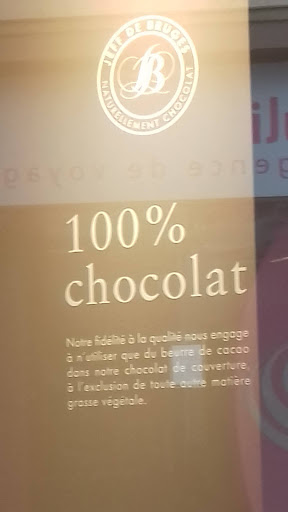 JEFF DE BRUGES
NATURELLEMENT CHOCOLAT
100%
chocolat
Notre fidélité à la qualité nous engage
à n'utiliser que du beurre de cacao
dans notre chocolat de couverture,
à l'exclusion de toute autre matière
grasse végétale.